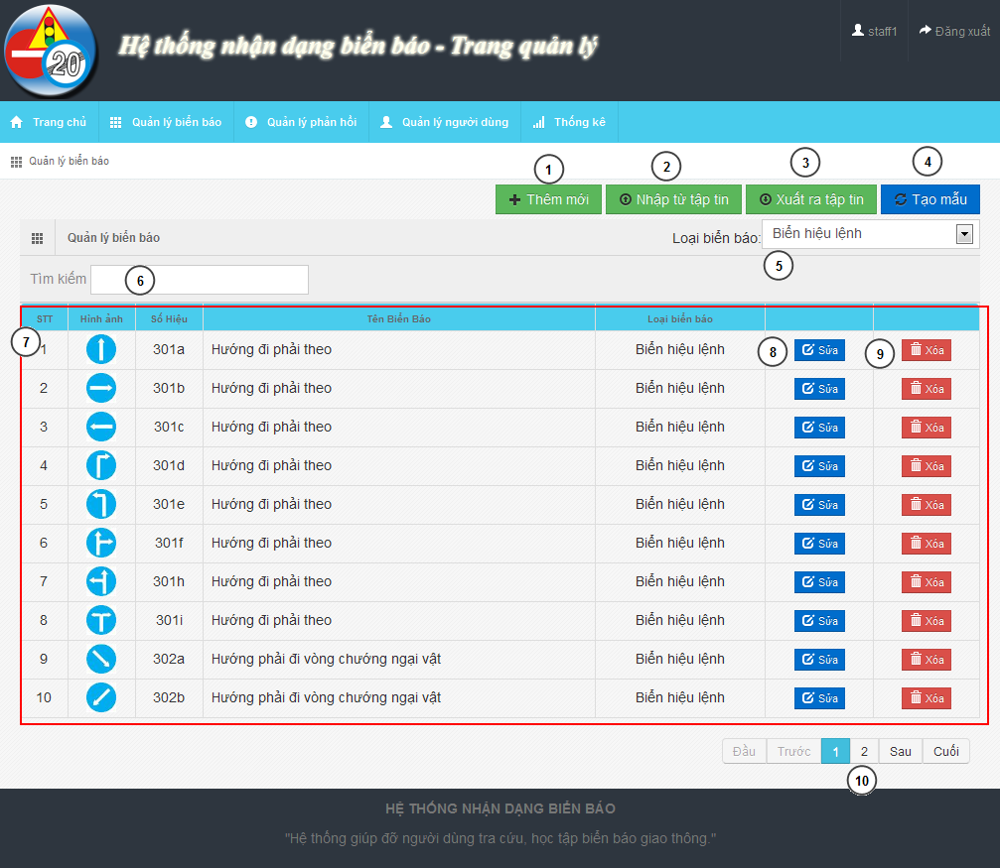 20
Hệ thống nhận dạng biển báo - Trang quản lý
staff1 Đăng xuất
Trang chủ Quản lý biển báo Quản lý phản hồi Quản lý người dùng Thống kê
Quản lý biển báo
1 2 3 4
Thêm mới Nhập từ tập tin Xuất ra tập tin Tạo mẫu
Quản lý biển báo Loại biển báo: Biển hiệu lệnh
5
Tìm kiếm 6
STT Hình ảnh Số Hiệu Tên Biển Báo Loại biển báo
7 1 301a Hướng đi phải theo Biển hiệu lệnh 8 Sửa 9 Xóa
2 301b Hướng đi phải theo Biển hiệu lệnh Sửa Xóa
3 301c Hướng đi phải theo Biển hiệu lệnh Sửa Xóa
4 301d Hướng đi phải theo Biển hiệu lệnh Sửa Xóa
5 301e Hướng đi phải theo Biển hiệu lệnh Sửa Xóa
6 301f Hướng đi phải theo Biển hiệu lệnh Sửa Xóa
7 301h Hướng đi phải theo Biển hiệu lệnh Sửa Xóa
8 301i Hướng đi phải theo Biển hiệu lệnh Sửa Xóa
9 302a Hướng phải đi vòng chướng ngại vật Biển hiệu lệnh Sửa Xóa
10 302b Hướng phải đi vòng chướng ngại vật Biển hiệu lệnh Sửa Xóa
Đầu Trước 1 2 Sau Cuối
10
HỆ THỐNG NHẬN DẠNG BIỂN BÁO
"Hệ thống giúp đỡ người dùng tra cứu, học tập biển báo giao thông."